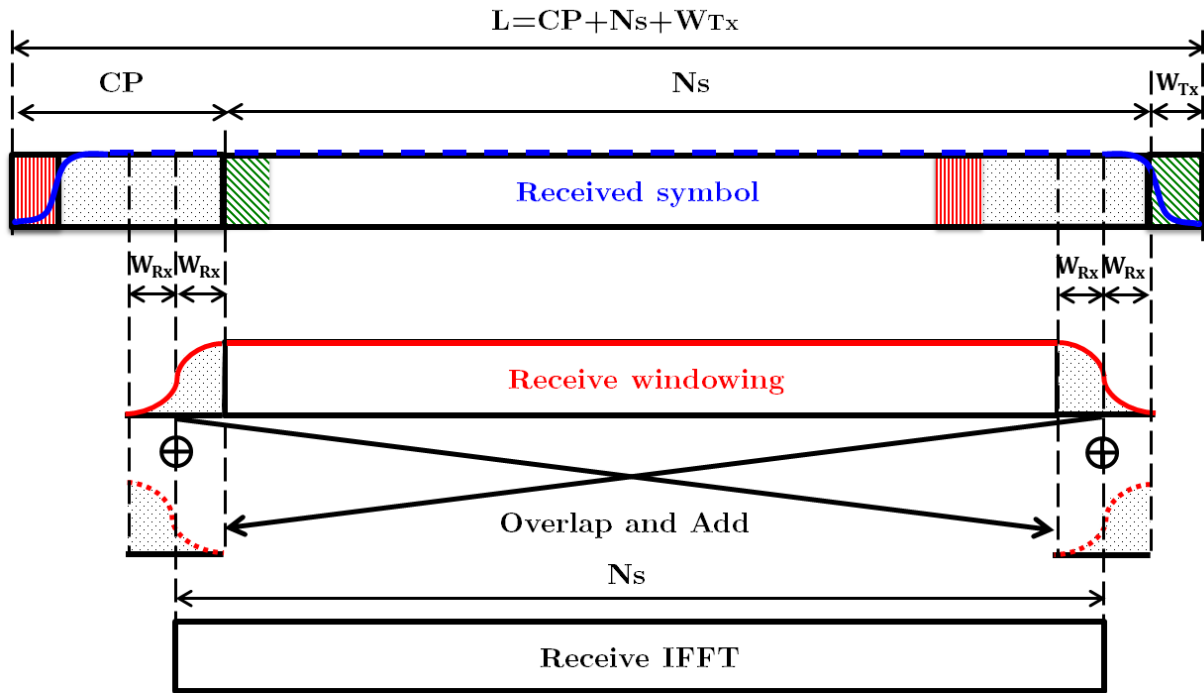 L=CP+Ns+WTx
CP
Ns
WTx
Received symbol
WRx WRx
WRx WRx
Receive windowing
Overlap and Add
Ns
Receive IFFT